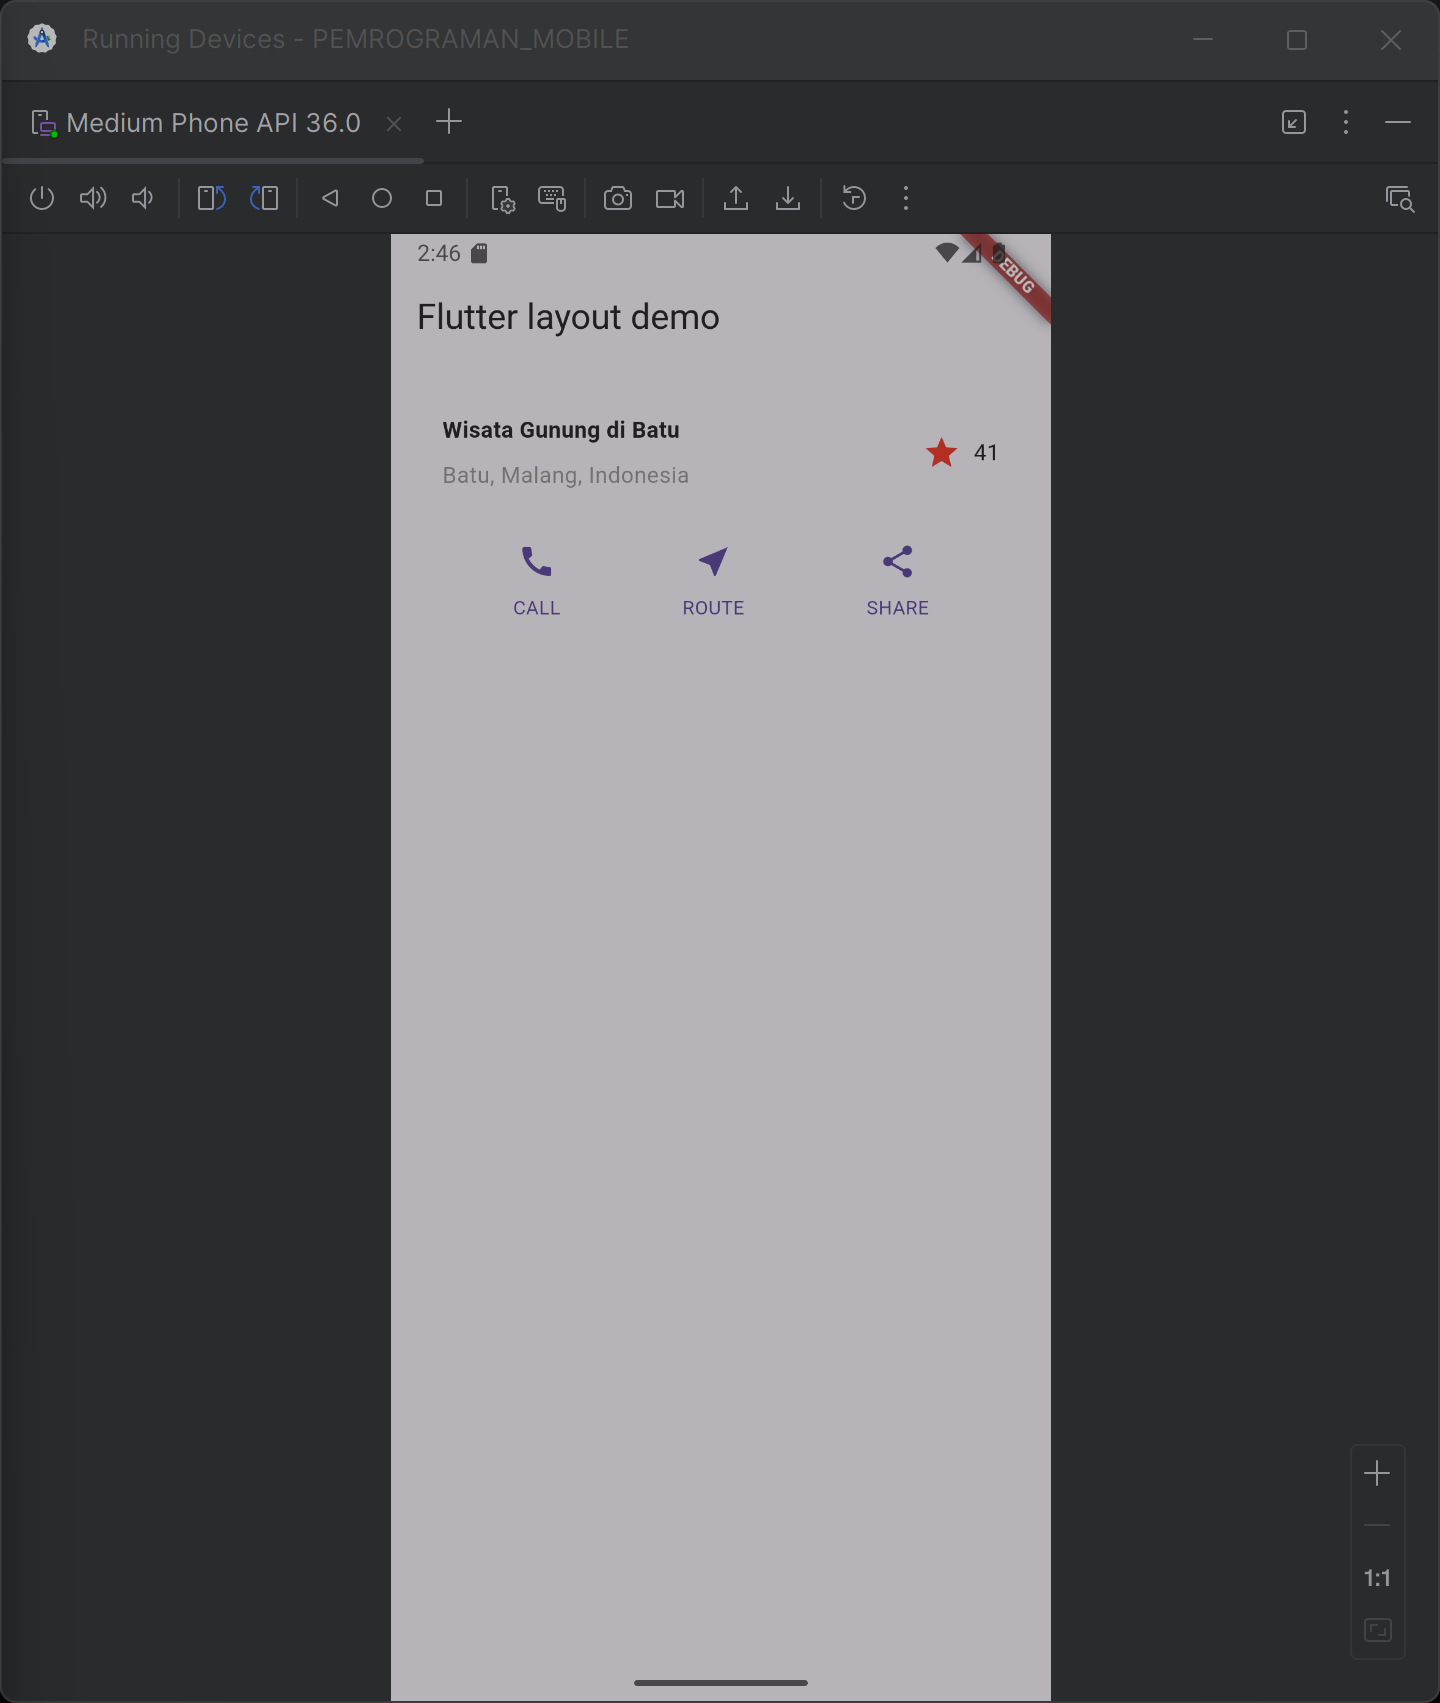 Running Devices - PEMROGRAMAN_MOBILE
Medium Phone API 36.0
2:46
DEBUG
Flutter layout demo
Wisata Gunung di Batu
41
Batu, Malang, Indonesia
CALL ROUTE SHARE
1:1